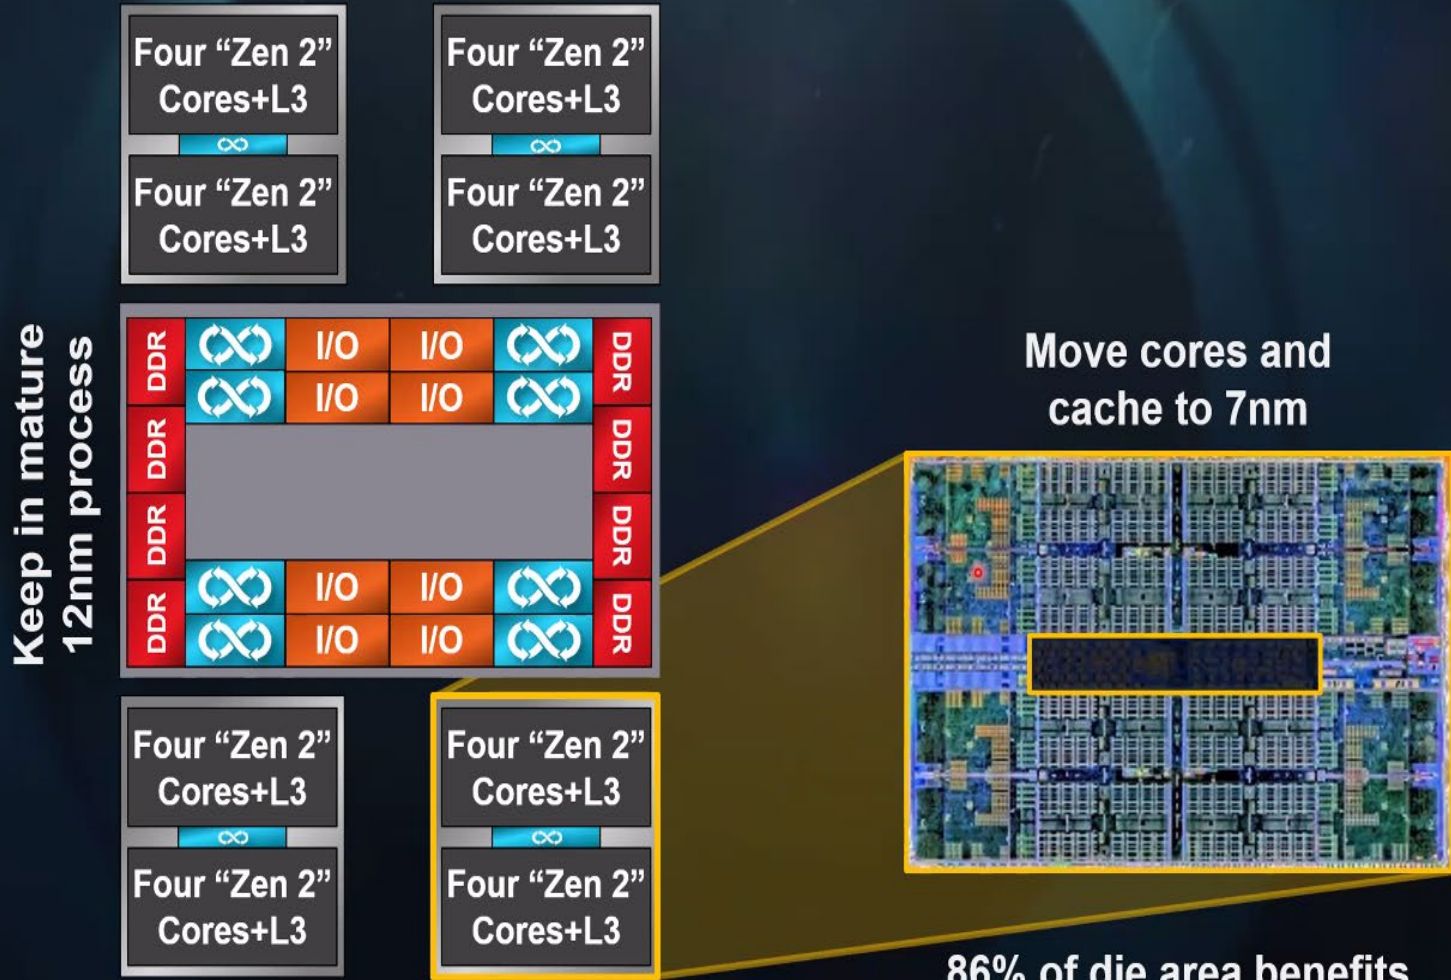 Four “Zen 2”
Cores+L3
Four “Zen 2”
Cores+L3
Four “Zen 2”
Cores+L3
Four “Zen 2”
Cores+L3
Keep in mature
12nm process
DDR
DDR
DDR
DDR
I/O I/O
I/O I/O
I/O I/O
I/O I/O
DDR
DDR
DDR
DDR
Four “Zen 2”
Cores+L3
Four “Zen 2”
Cores+L3
Four “Zen 2”
Cores+L3
Four “Zen 2”
Cores+L3
Move cores and
cache to 7nm
86% of die area benefits